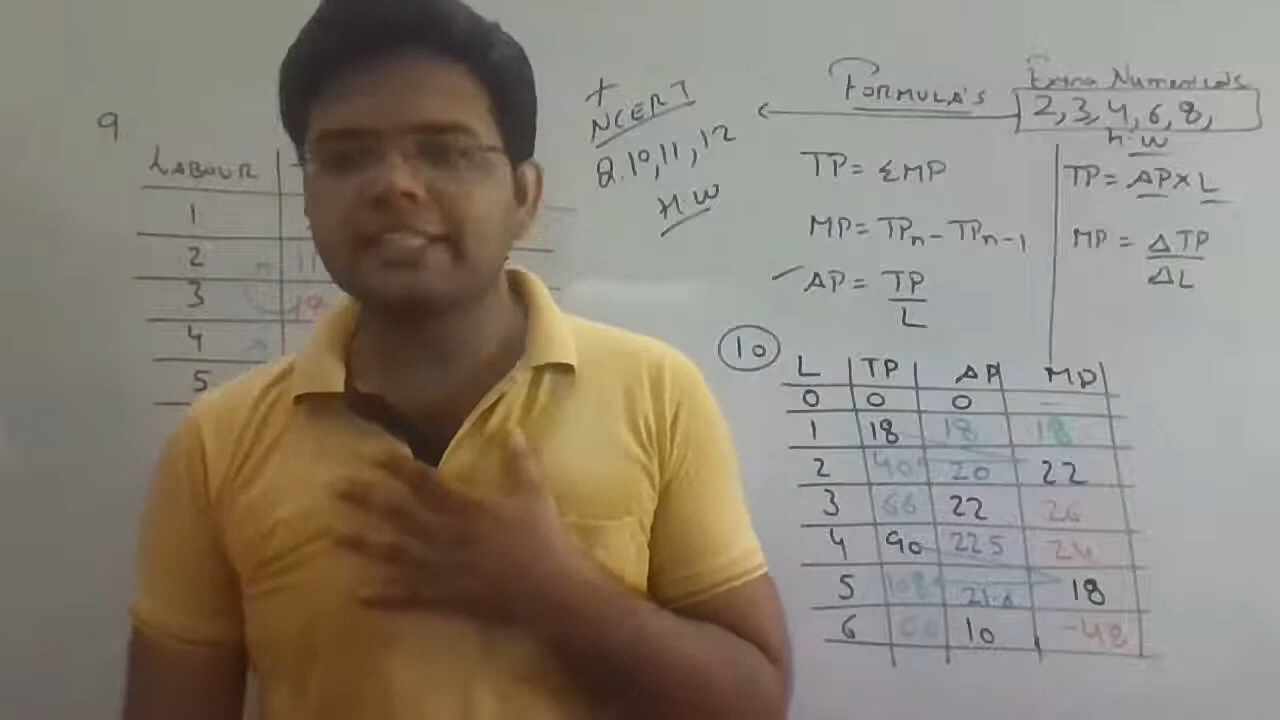 9
LABOUR
1
2
3
4
5
+
NCERT
Q.10,11,12
H.W
FORMULA'S
Extra Numericals
2,3,4,6,8,
h.w
TP= ΣMP
MP= TPn- TPn-1
AP= TP
L
TP= AP×L
MP = ΔTP
ΔL
10
L TP AP MP
0 0 0 —
1 18 18 18
2 40 20 22
3 66 22 26
4 90 22.5 24
5 108 21.6 18
6 60 10 -48